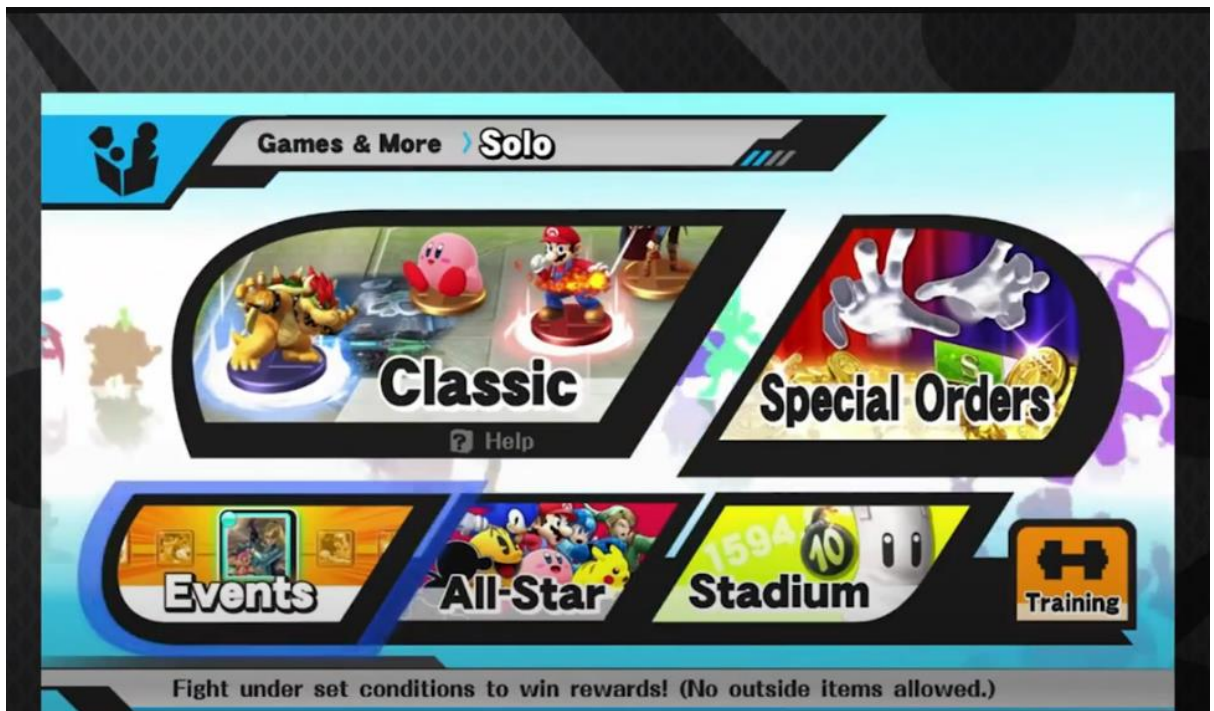 Games & More › Solo
Classic
? Help
Special Orders
S
1594
10
Events
All-Star
Stadium
Training
Fight under set conditions to win rewards! (No outside items allowed.)